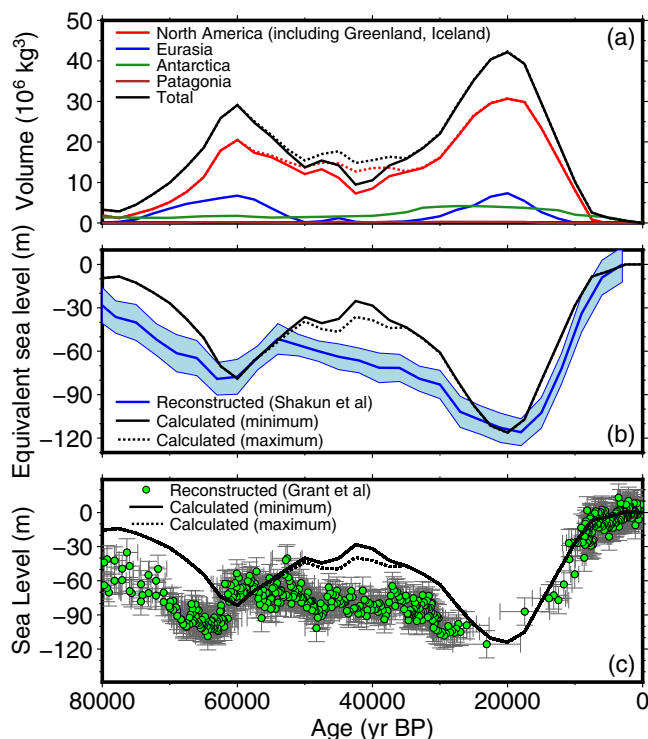 50
40
30
20
10
0
Volume (10⁶ kg³)
North America (including Greenland, Iceland)
Eurasia
Antarctica
Patagonia
Total
(a)
0
−30
−60
−90
−120
Equivalent sea level (m)
Reconstructed (Shakun et al)
Calculated (minimum)
Calculated (maximum)
(b)
0
−30
−60
−90
−120
Sea Level (m)
Reconstructed (Grant et al)
Calculated (minimum)
Calculated (maximum)
(c)
80000 60000 40000 20000 0
Age (yr BP)